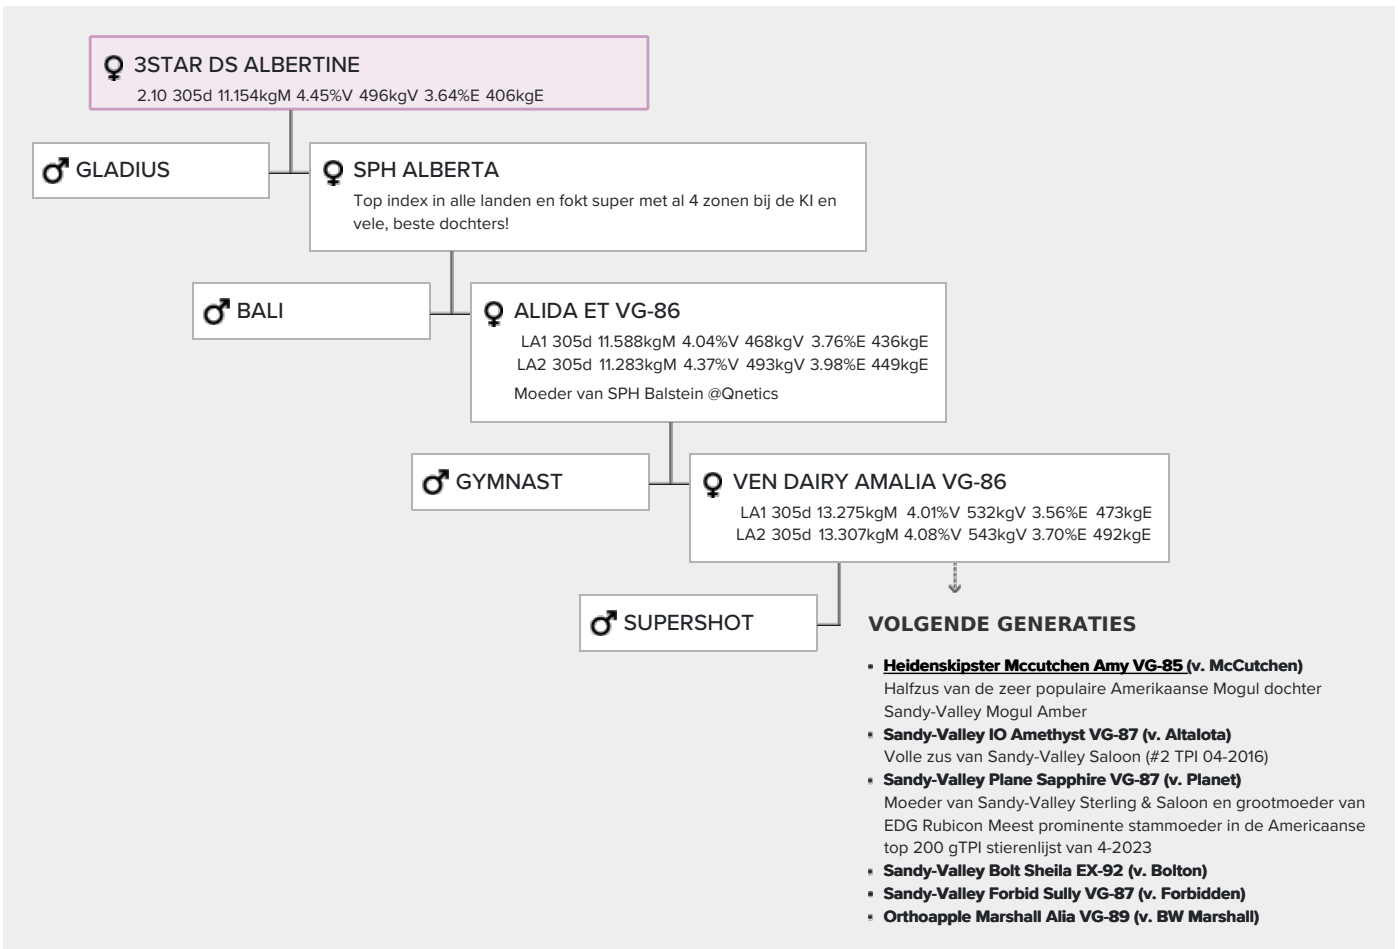 3STAR DS ALBERTINE
2.10 305d 11.154kgM 4.45%V 496kgV 3.64%E 406kgE
GLADIUS
SPH ALBERTA
Top index in alle landen en fokt super met al 4 zonen bij de KI en
vele, beste dochters!
BALI
ALIDA ET VG-86
LA1 305d 11.588kgM 4.04%V 468kgV 3.76%E 436kgE
LA2 305d 11.283kgM 4.37%V 493kgV 3.98%E 449kgE
Moeder van SPH Balstein @Qnetics
GYMNAST
VEN DAIRY AMALIA VG-86
LA1 305d 13.275kgM 4.01%V 532kgV 3.56%E 473kgE
LA2 305d 13.307kgM 4.08%V 543kgV 3.70%E 492kgE
SUPERSHOT
VOLGENDE GENERATIES
Heidenskipster Mccutchen Amy VG-85 (v. McCutchen)
Halfzus van de zeer populaire Amerikaanse Mogul dochter
Sandy-Valley Mogul Amber
Sandy-Valley IO Amethyst VG-87 (v. Altalota)
Volle zus van Sandy-Valley Saloon (#2 TPI 04-2016)
Sandy-Valley Plane Sapphire VG-87 (v. Planet)
Moeder van Sandy-Valley Sterling & Saloon en grootmoeder van
EDG Rubicon Meest prominente stammoeder in de Americaanse
top 200 gTPI stierenlijst van 4-2023
Sandy-Valley Bolt Sheila EX-92 (v. Bolton)
Sandy-Valley Forbid Sully VG-87 (v. Forbidden)
Orthoapple Marshall Alia VG-89 (v. BW Marshall)